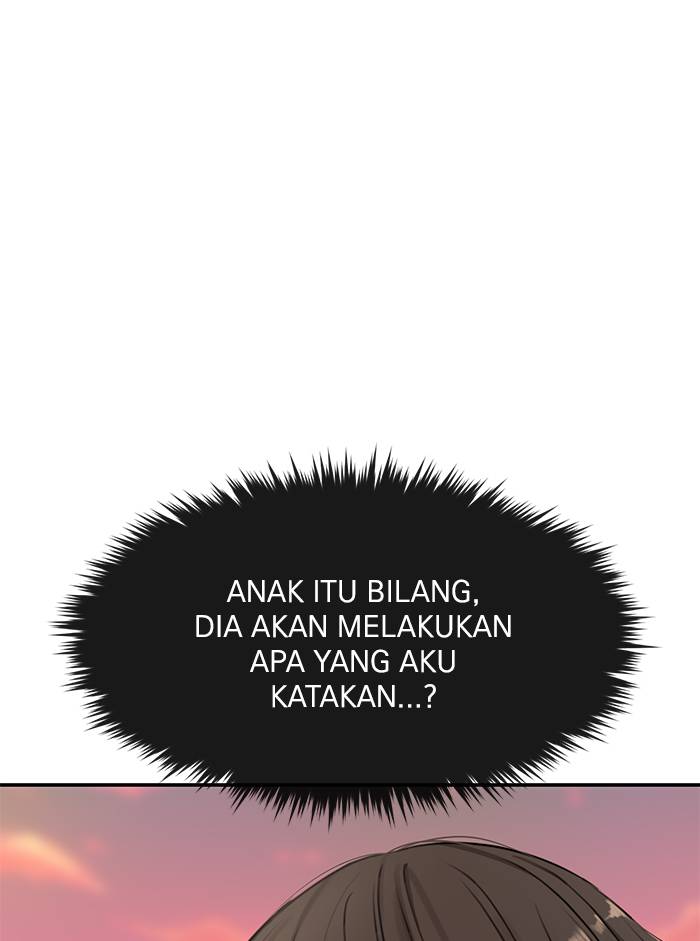 ANAK ITU BILANG,
DIA AKAN MELAKUKAN
APA YANG AKU
KATAKAN...?